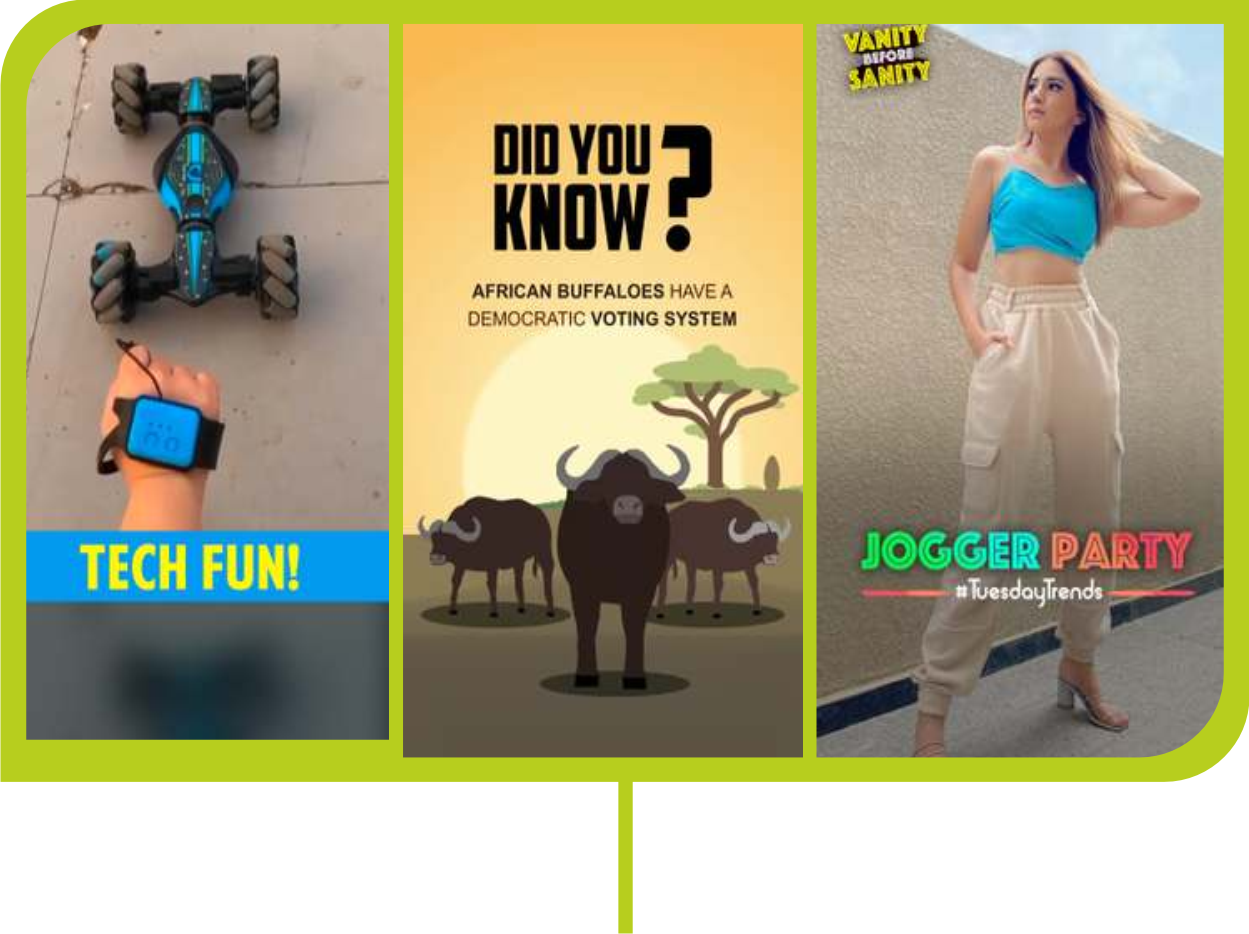 TECH FUN!
DID YOU
KNOW?
AFRICAN BUFFALOES HAVE A
DEMOCRATIC VOTING SYSTEM
VANITY
BEFORE
SANITY
JOGGER PARTY
#TuesdayTrends